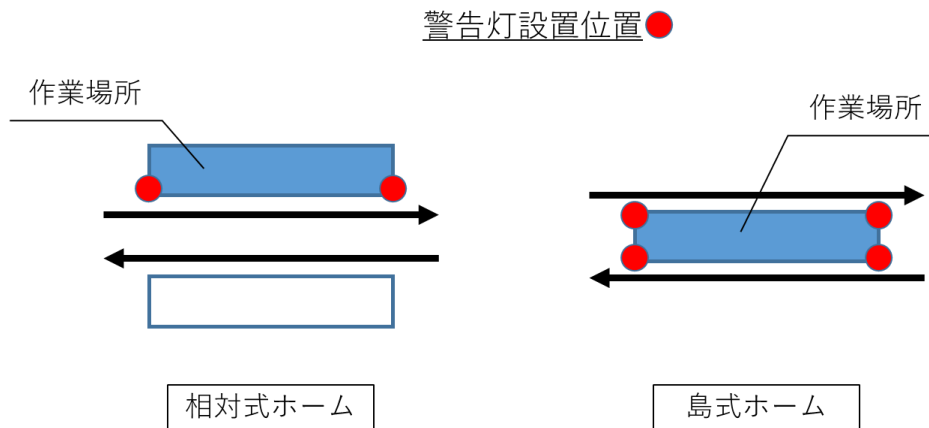 警告灯設置位置
作業場所
作業場所
相対式ホーム
島式ホーム